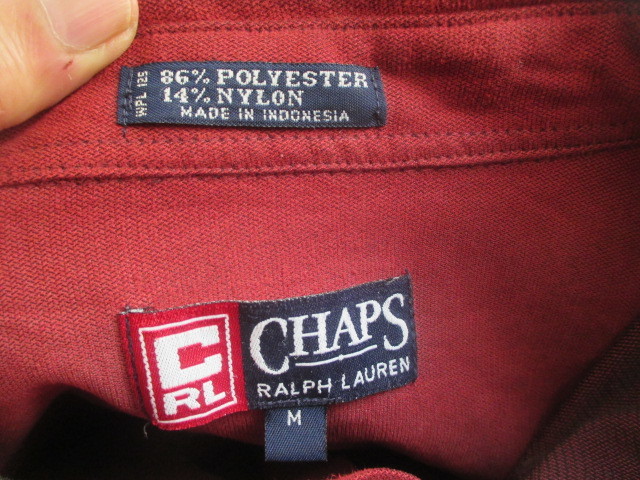 WPL 125
86% POLYESTER
14% NYLON
MADE IN INDONESIA
C
RL
CHAPS
RALPH LAUREN
M